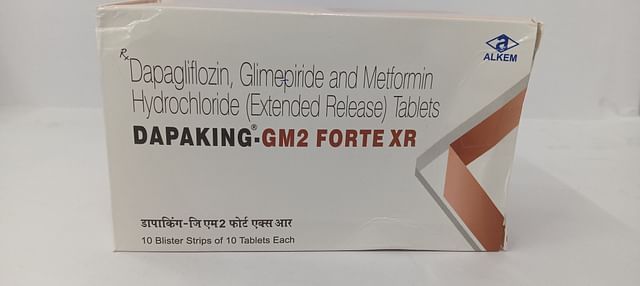 Rx
Dapagliflozin, Glimepiride and Metformin
Hydrochloride (Extended Release) Tablets
DAPAKING®-GM2 FORTE XR
डापाकिंग-जि एम 2 फोर्ट एक्स आर
10 Blister Strips of 10 Tablets Each
a
ALKEM